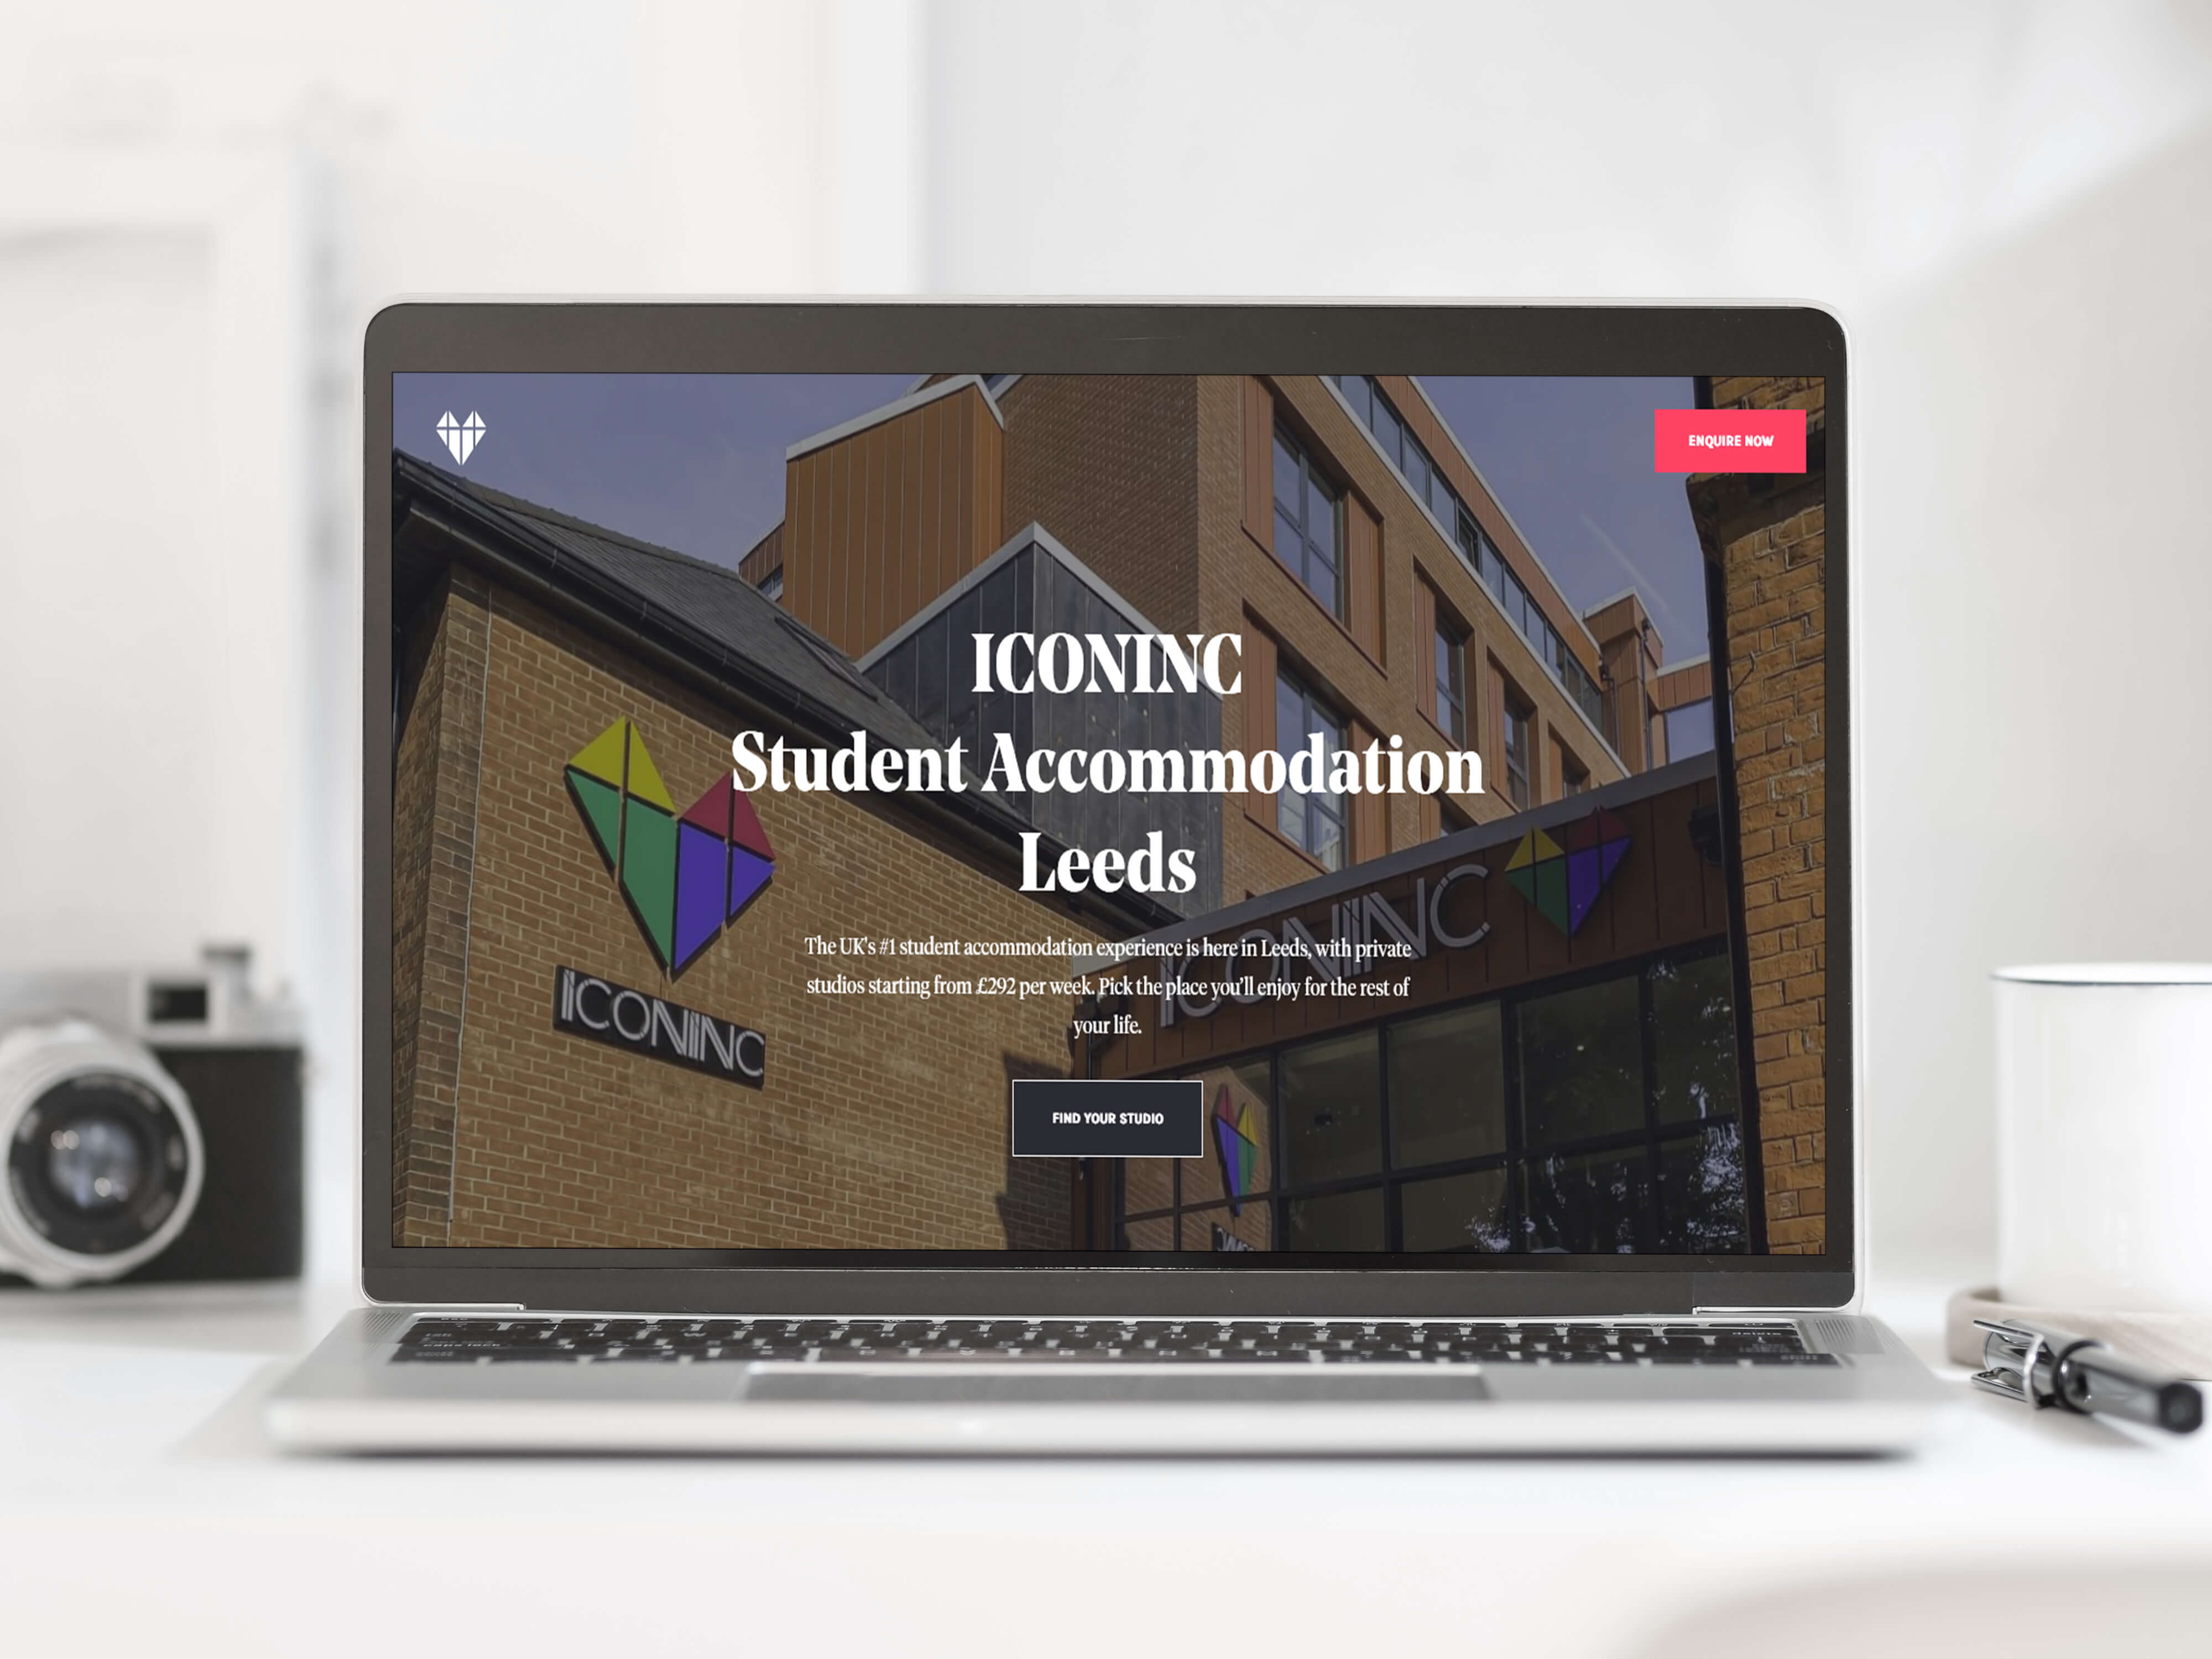 ENQUIRE NOW
ICONINC
Student Accommodation
Leeds
ICONINC
The UK's #1 student accommodation experience is here in Leeds, with private
studios starting from £292 per week. Pick the place you'll enjoy for the rest of
your life.
ICONINC
FIND YOUR STUDIO